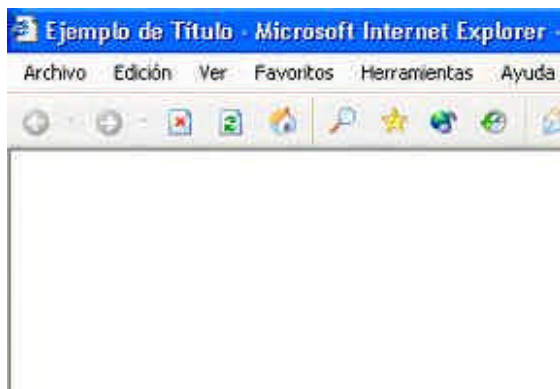 Ejemplo de Título - Microsoft Internet Explorer -
Archivo Edición Ver Favoritos Herramientas Ayuda